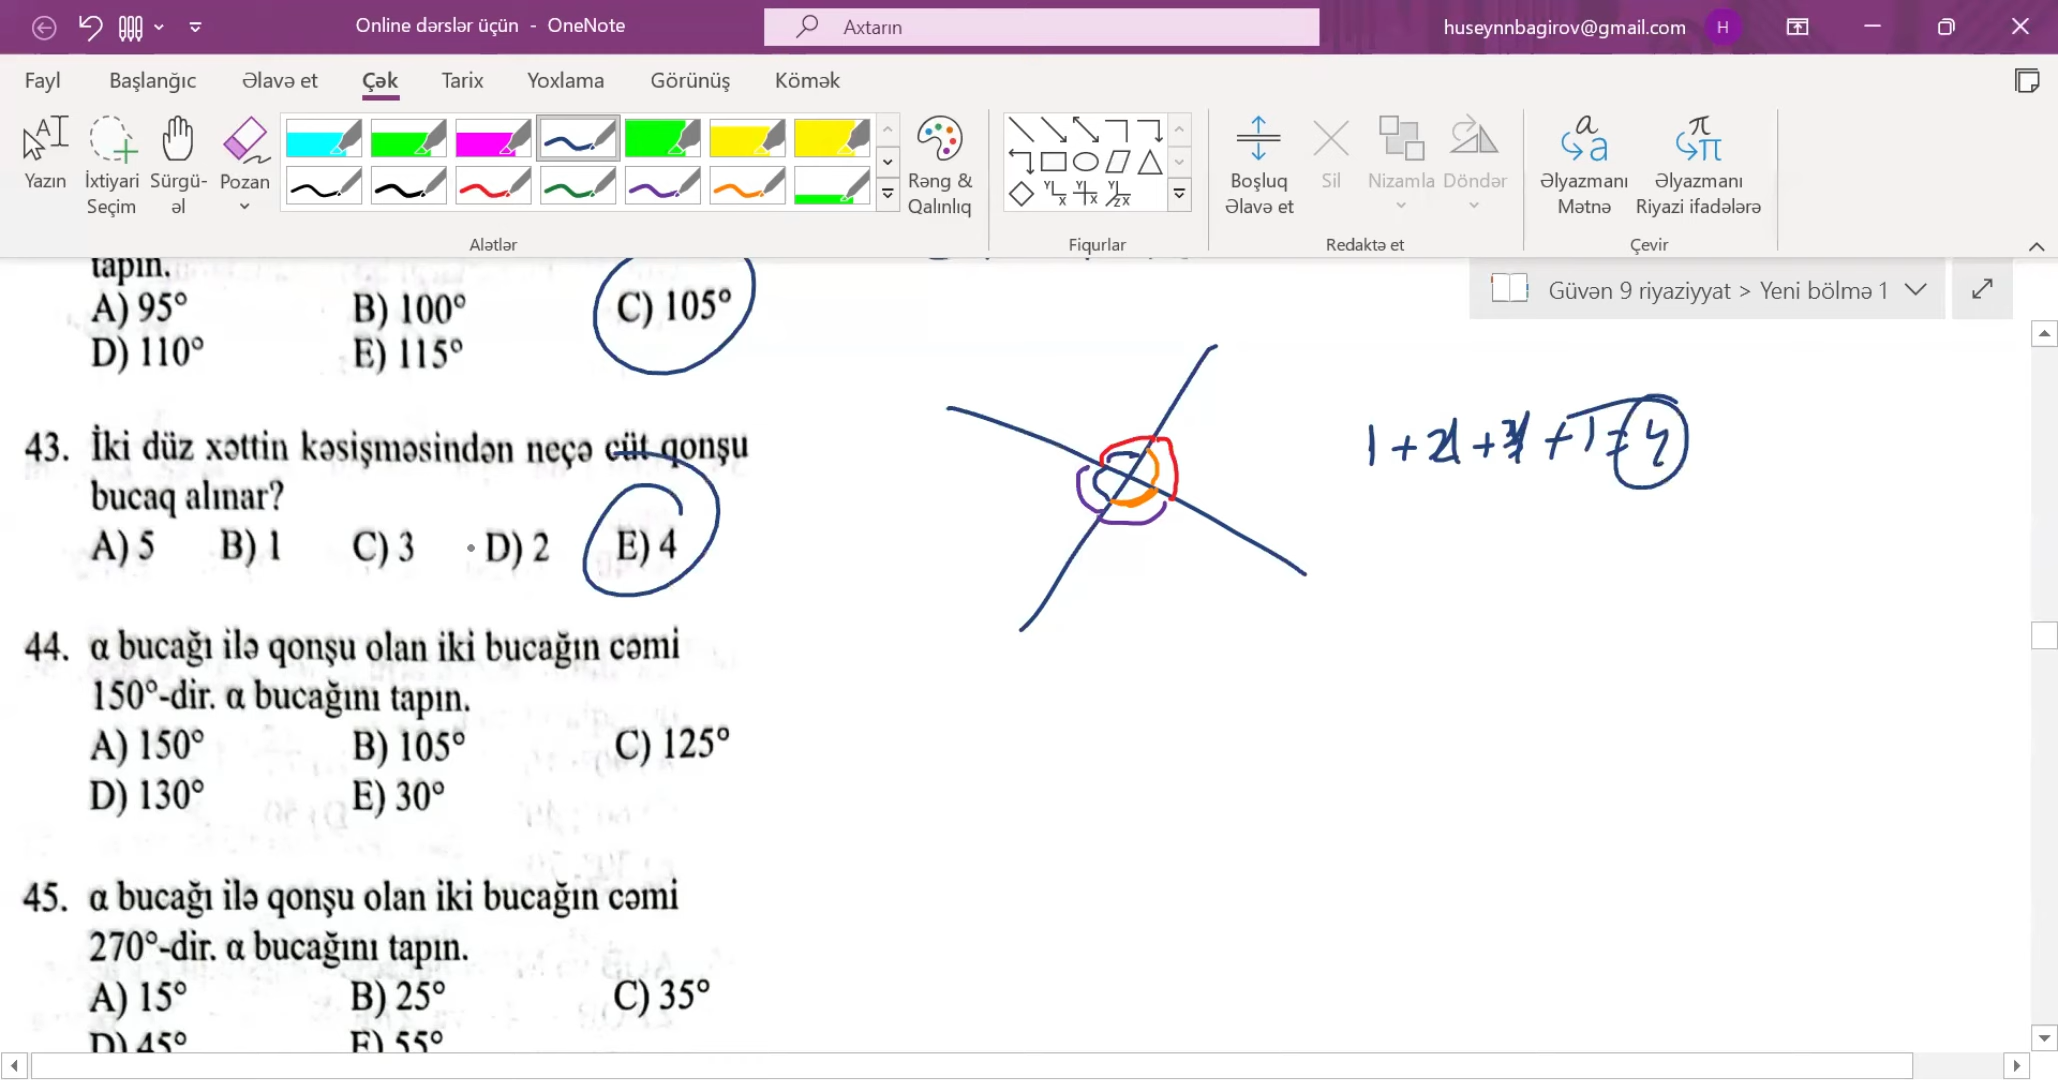 Online dərslər üçün - OneNote
Axtarın
huseynnbagirov@gmail.com
H
Fayl Başlanğıc Əlavə et Çək Tarix Yoxlama Görünüş Kömək
Yazın
İxtiyari Seçim
Sürgü-əl
Pozan
Rəng & Qalınlıq
Boşluq Əlavə et
Sil
Nizamla
Döndər
Əlyazmanı Mətnə
Əlyazmanı Riyazi ifadələrə
Alətlər
Fiqurlar
Redaktə et
Çevir
Güvən 9 riyaziyyat > Yeni bölmə 1
tapın.
A) 95° B) 100° C) 105°
D) 110° E) 115°
43. İki düz xəttin kəsişməsindən neçə cüt qonşu
bucaq alınar?
A) 5 B) 1 C) 3 D) 2 E) 4
44. α bucağı ilə qonşu olan iki bucağın cəmi
150°-dir. α bucağını tapın.
A) 150° B) 105° C) 125°
D) 130° E) 30°
45. α bucağı ilə qonşu olan iki bucağın cəmi
270°-dir. α bucağını tapın.
A) 15° B) 25° C) 35°
D) 45° E) 55°